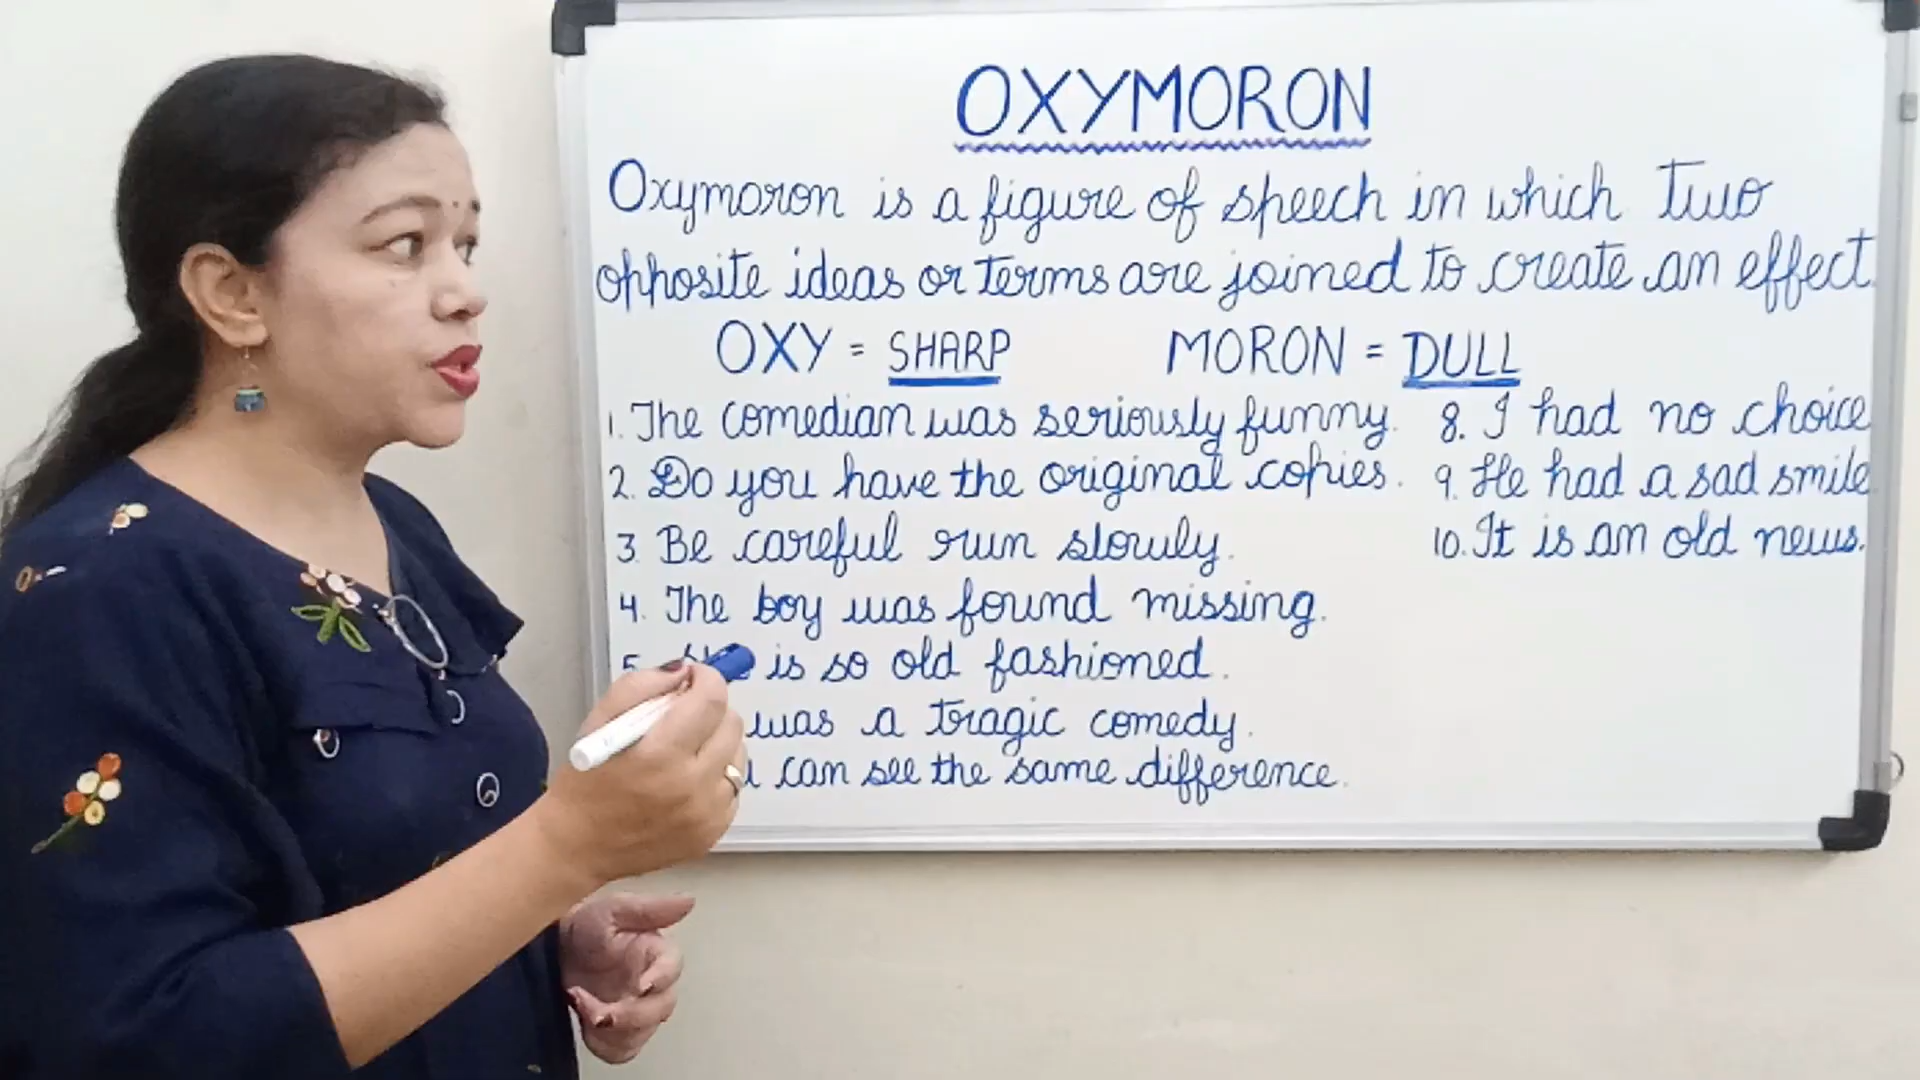 OXYMORON
Oxymoron is a figure of speech in which two
opposite ideas or terms are joined to create an effect.
OXY = SHARP MORON = DULL
1. The comedian was seriously funny.
2. Do you have the original copies.
3. Be careful run slowly.
4. The boy was found missing.
5. is so old fashioned.
was a tragic comedy.
can see the same difference.
8. I had no choice
9. He had a sad smile
10. It is an old news.